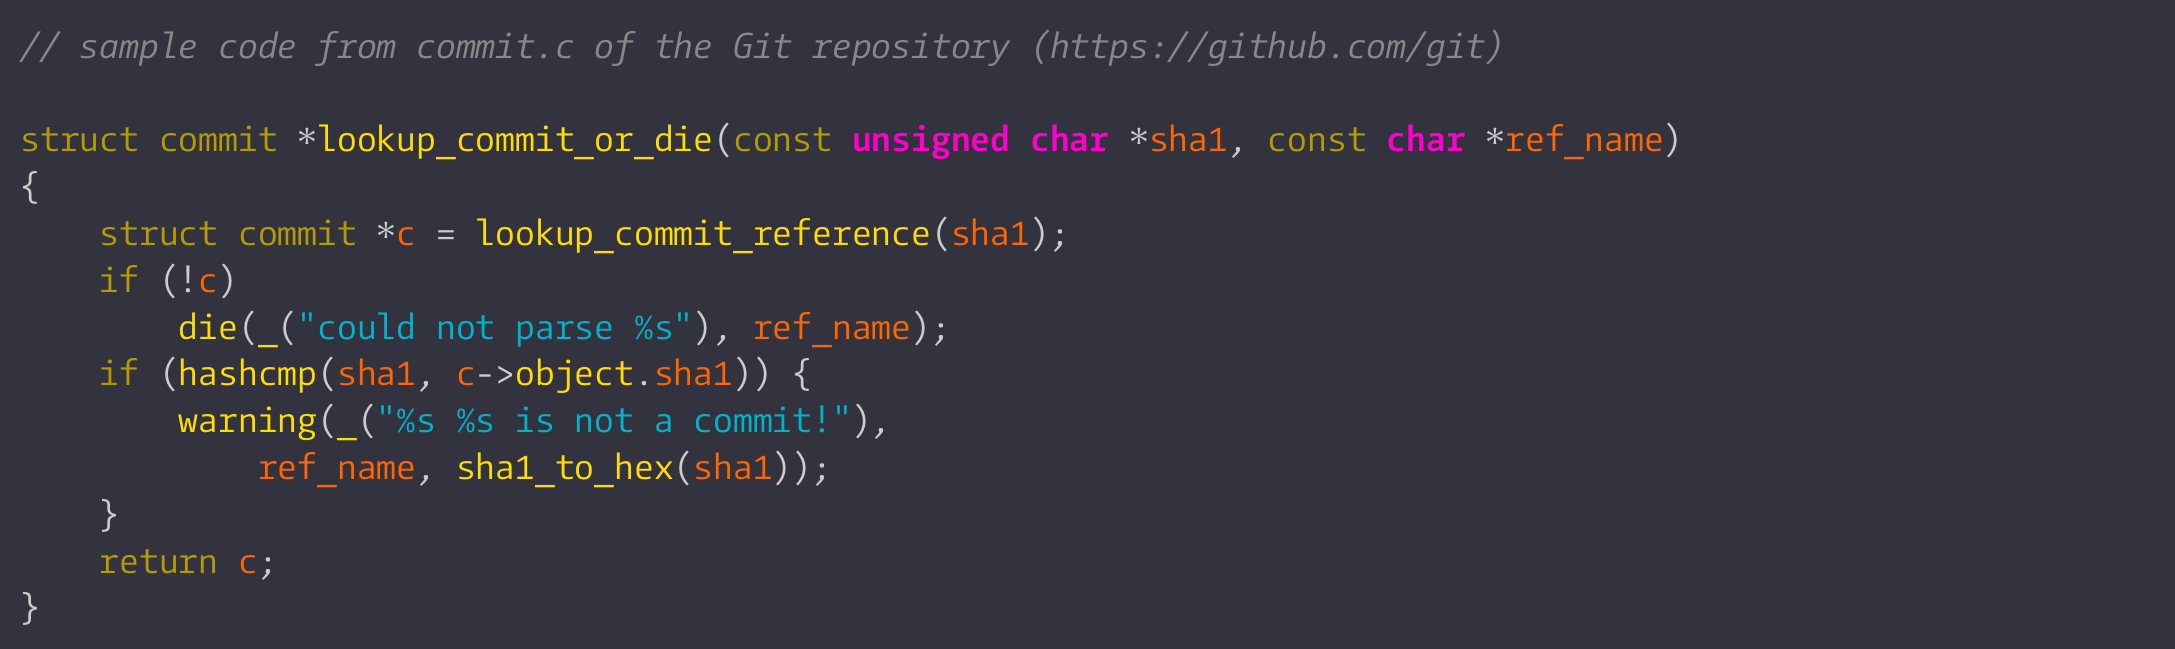 // sample code from commit.c of the Git repository (https://github.com/git)

struct commit *lookup_commit_or_die(const unsigned char *sha1, const char *ref_name)
{
    struct commit *c = lookup_commit_reference(sha1);
    if (!c)
        die(_("could not parse %s"), ref_name);
    if (hashcmp(sha1, c->object.sha1)) {
        warning(_("%s %s is not a commit!"),
            ref_name, sha1_to_hex(sha1));
    }
    return c;
}